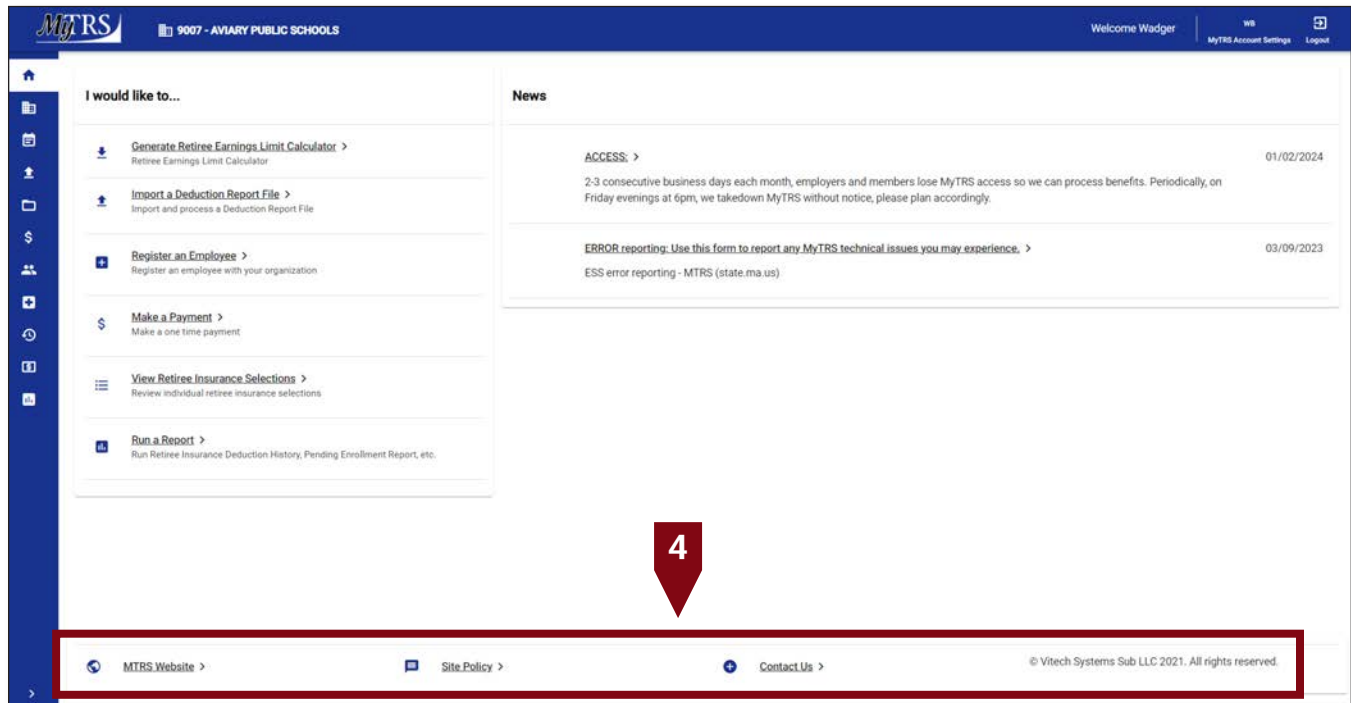 MyTRS
9007 - AVIARY PUBLIC SCHOOLS
Welcome Wadger
WB
MyTRS Account Settings
Logout
I would like to...
Generate Retiree Earnings Limit Calculator >
Retiree Earnings Limit Calculator
Import a Deduction Report File >
Import and process a Deduction Report File
Register an Employee >
Register an employee with your organization
$
Make a Payment >
Make a one time payment
View Retiree Insurance Selections >
Review individual retiree insurance selections
Run a Report >
Run Retiree Insurance Deduction History, Pending Enrollment Report, etc.
News
ACCESS: >
01/02/2024
2-3 consecutive business days each month, employers and members lose MyTRS access so we can process benefits. Periodically, on
Friday evenings at 6pm, we takedown MyTRS without notice, please plan accordingly.
ERROR reporting: Use this form to report any MyTRS technical issues you may experience. >
03/09/2023
ESS error reporting - MTRS (state.ma.us)
4
MTRS Website >
Site Policy >
Contact Us >
© Vitech Systems Sub LLC 2021. All rights reserved.